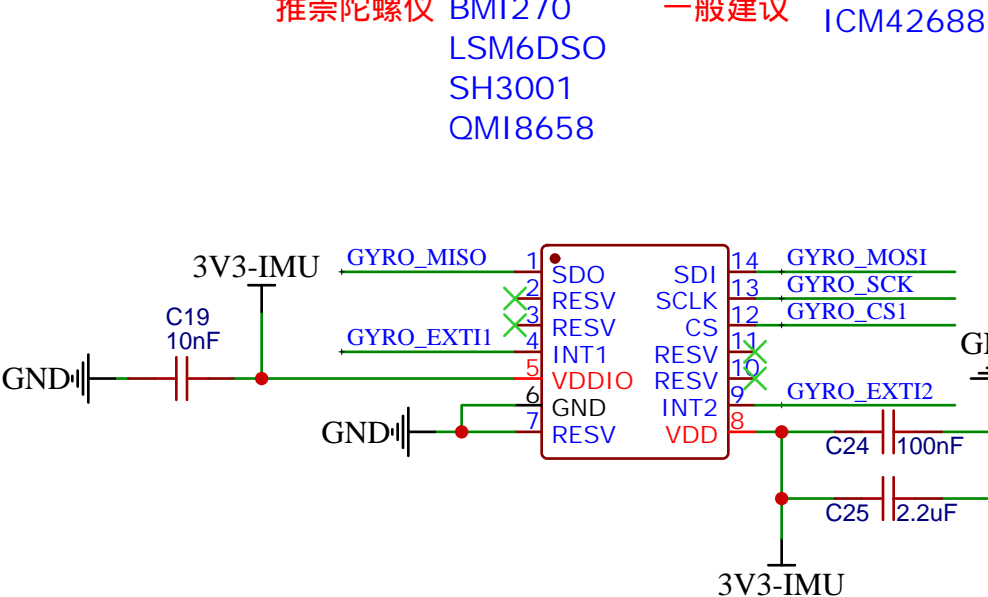 推崇陀螺仪 BMI270 一般建议 ICM42688
LSM6DSO
SH3001
QMI8658
3V3-IMU
GYRO_MISO
1
SDO
SDI
14
GYRO_MOSI
2
RESV
SCLK
13
GYRO_SCK
C19
10nF
3
RESV
CS
12
GYRO_CS1
GYRO_EXTI1
4
INT1
RESV
11
GND
5
VDDIO
RESV
10
6
GND
INT2
9
GYRO_EXTI2
GND
7
RESV
VDD
8
C24
100nF
C25
2.2uF
3V3-IMU